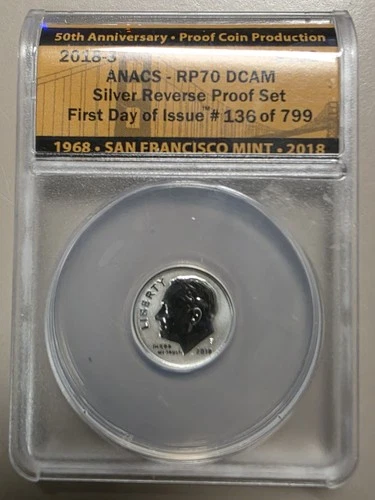 50th Anniversary • Proof Coin Production
2018-S
ANACS - RP70 DCAM
Silver Reverse Proof Set
First Day of Issue™ # 136 of 799
1968 • SAN FRANCISCO MINT • 2018
LIBERTY
IN GOD
WE TRUST
2018